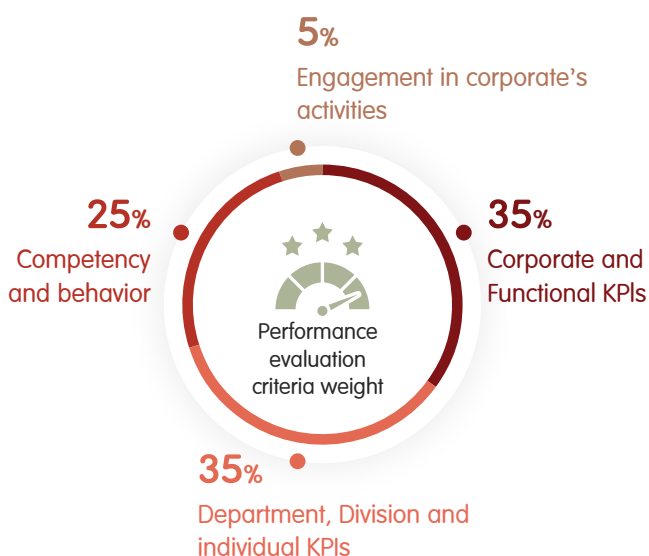 5%
Engagement in corporate's
activities
25%
Competency
and behavior
35%
Corporate and
Functional KPIs
Performance
evaluation
criteria weight
35%
Department, Division and
individual KPIs